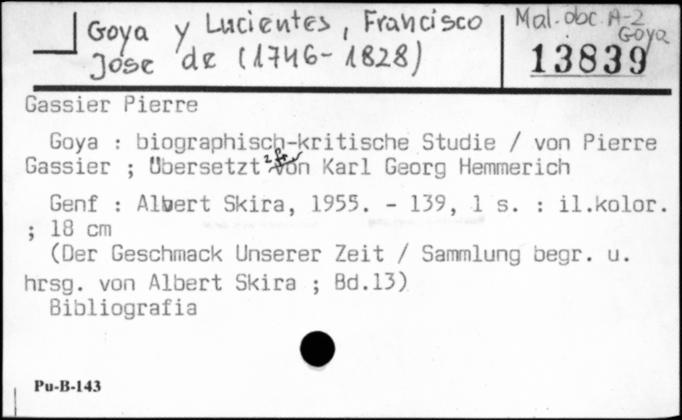 Goya y Lucientes, Francisco
Jose de (1746-1828)
Mal. obc. A-2
Goya
13839
Gassier Pierre
Goya : biographisch-kritische Studie / von Pierre
Gassier ; Übersetzt von Karl Georg Hemmerich
Genf : Albert Skira, 1955. - 139, 1 s. : il.kolor.
; 18 cm
(Der Geschmack Unserer Zeit / Sammlung begr. u.
hrsg. von Albert Skira ; Bd.13)
Bibliografia
Pu-B-143